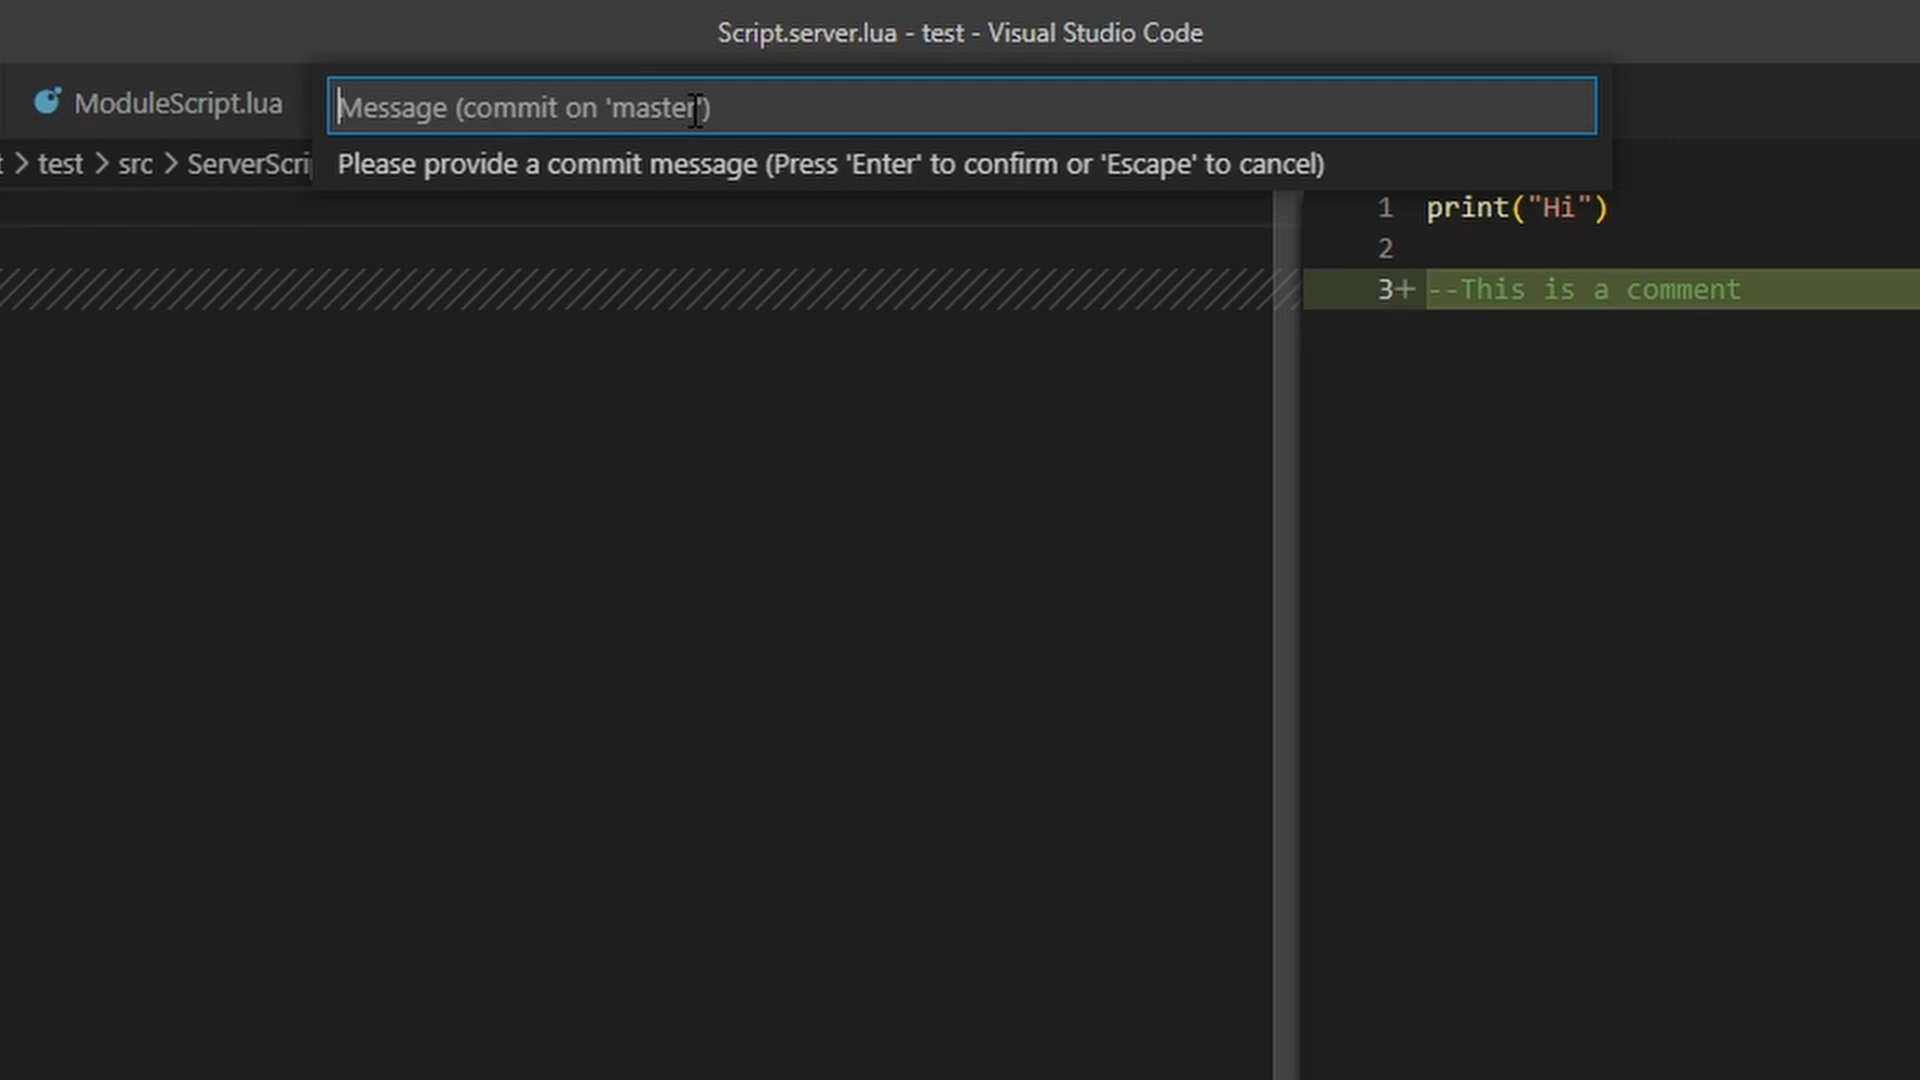 Script.server.lua - test - Visual Studio Code
ModuleScript.lua
Message (commit on 'master')
test > src > ServerScri
Please provide a commit message (Press 'Enter' to confirm or 'Escape' to cancel)
1 print("Hi")
2
3+ --This is a comment